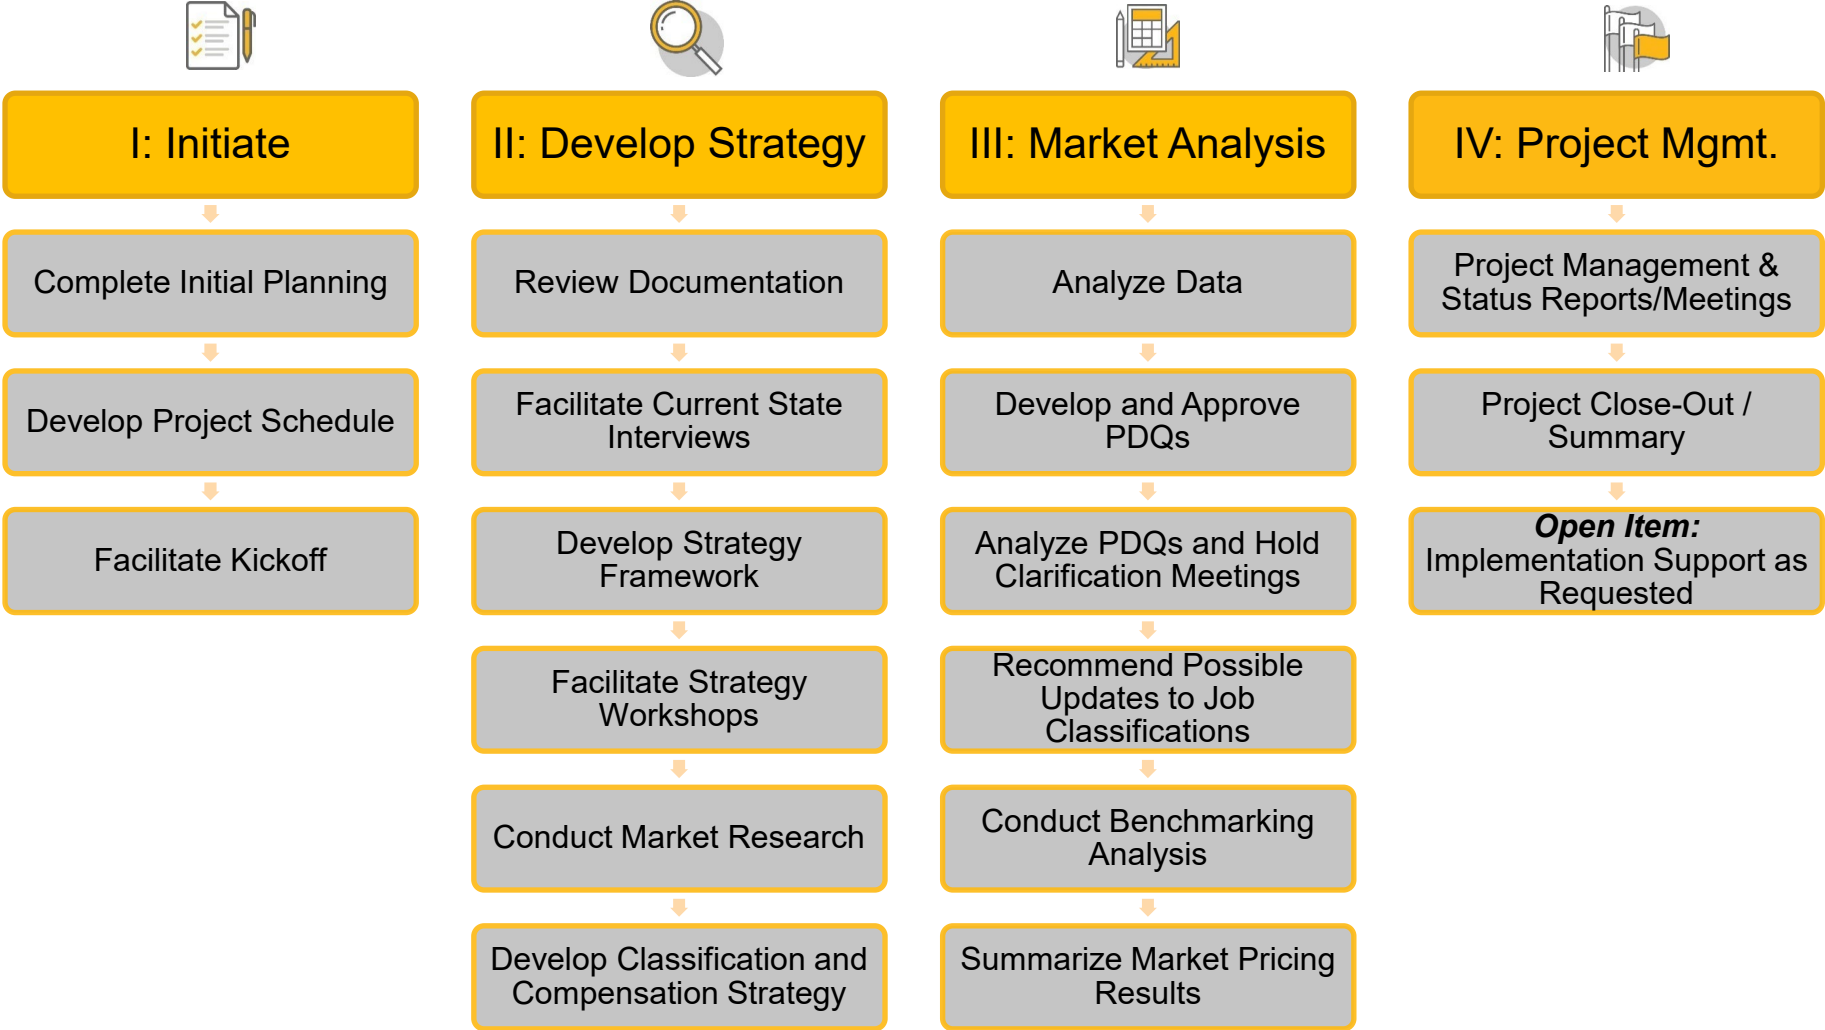 I: Initiate
Complete Initial Planning
Develop Project Schedule
Facilitate Kickoff
II: Develop Strategy
Review Documentation
Facilitate Current State
Interviews
Develop Strategy
Framework
Facilitate Strategy
Workshops
Conduct Market Research
Develop Classification and
Compensation Strategy
III: Market Analysis
Analyze Data
Develop and Approve
PDQs
Analyze PDQs and Hold
Clarification Meetings
Recommend Possible
Updates to Job
Classifications
Conduct Benchmarking
Analysis
Summarize Market Pricing
Results
IV: Project Mgmt.
Project Management &
Status Reports/Meetings
Project Close-Out /
Summary
Open Item:
Implementation Support as
Requested